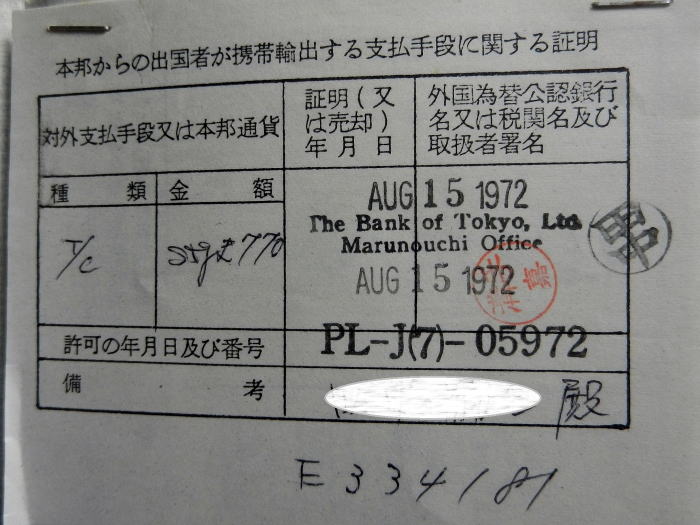 本邦からの出国者が携帯輸出する支払手段に関する証明
対外支払手段又は本邦通貨
証明(又
は売却)
年月日
外国為替公認銀行
名又は税関名及び
取扱者署名
種類
金額
T/c
stg £ 770
AUG 15 1972
The Bank of Tokyo, Ltd.
Marunouchi Office
AUG 15 1972
許可の年月日及び番号
PL-J(7)-05972
備考
殿
E334181